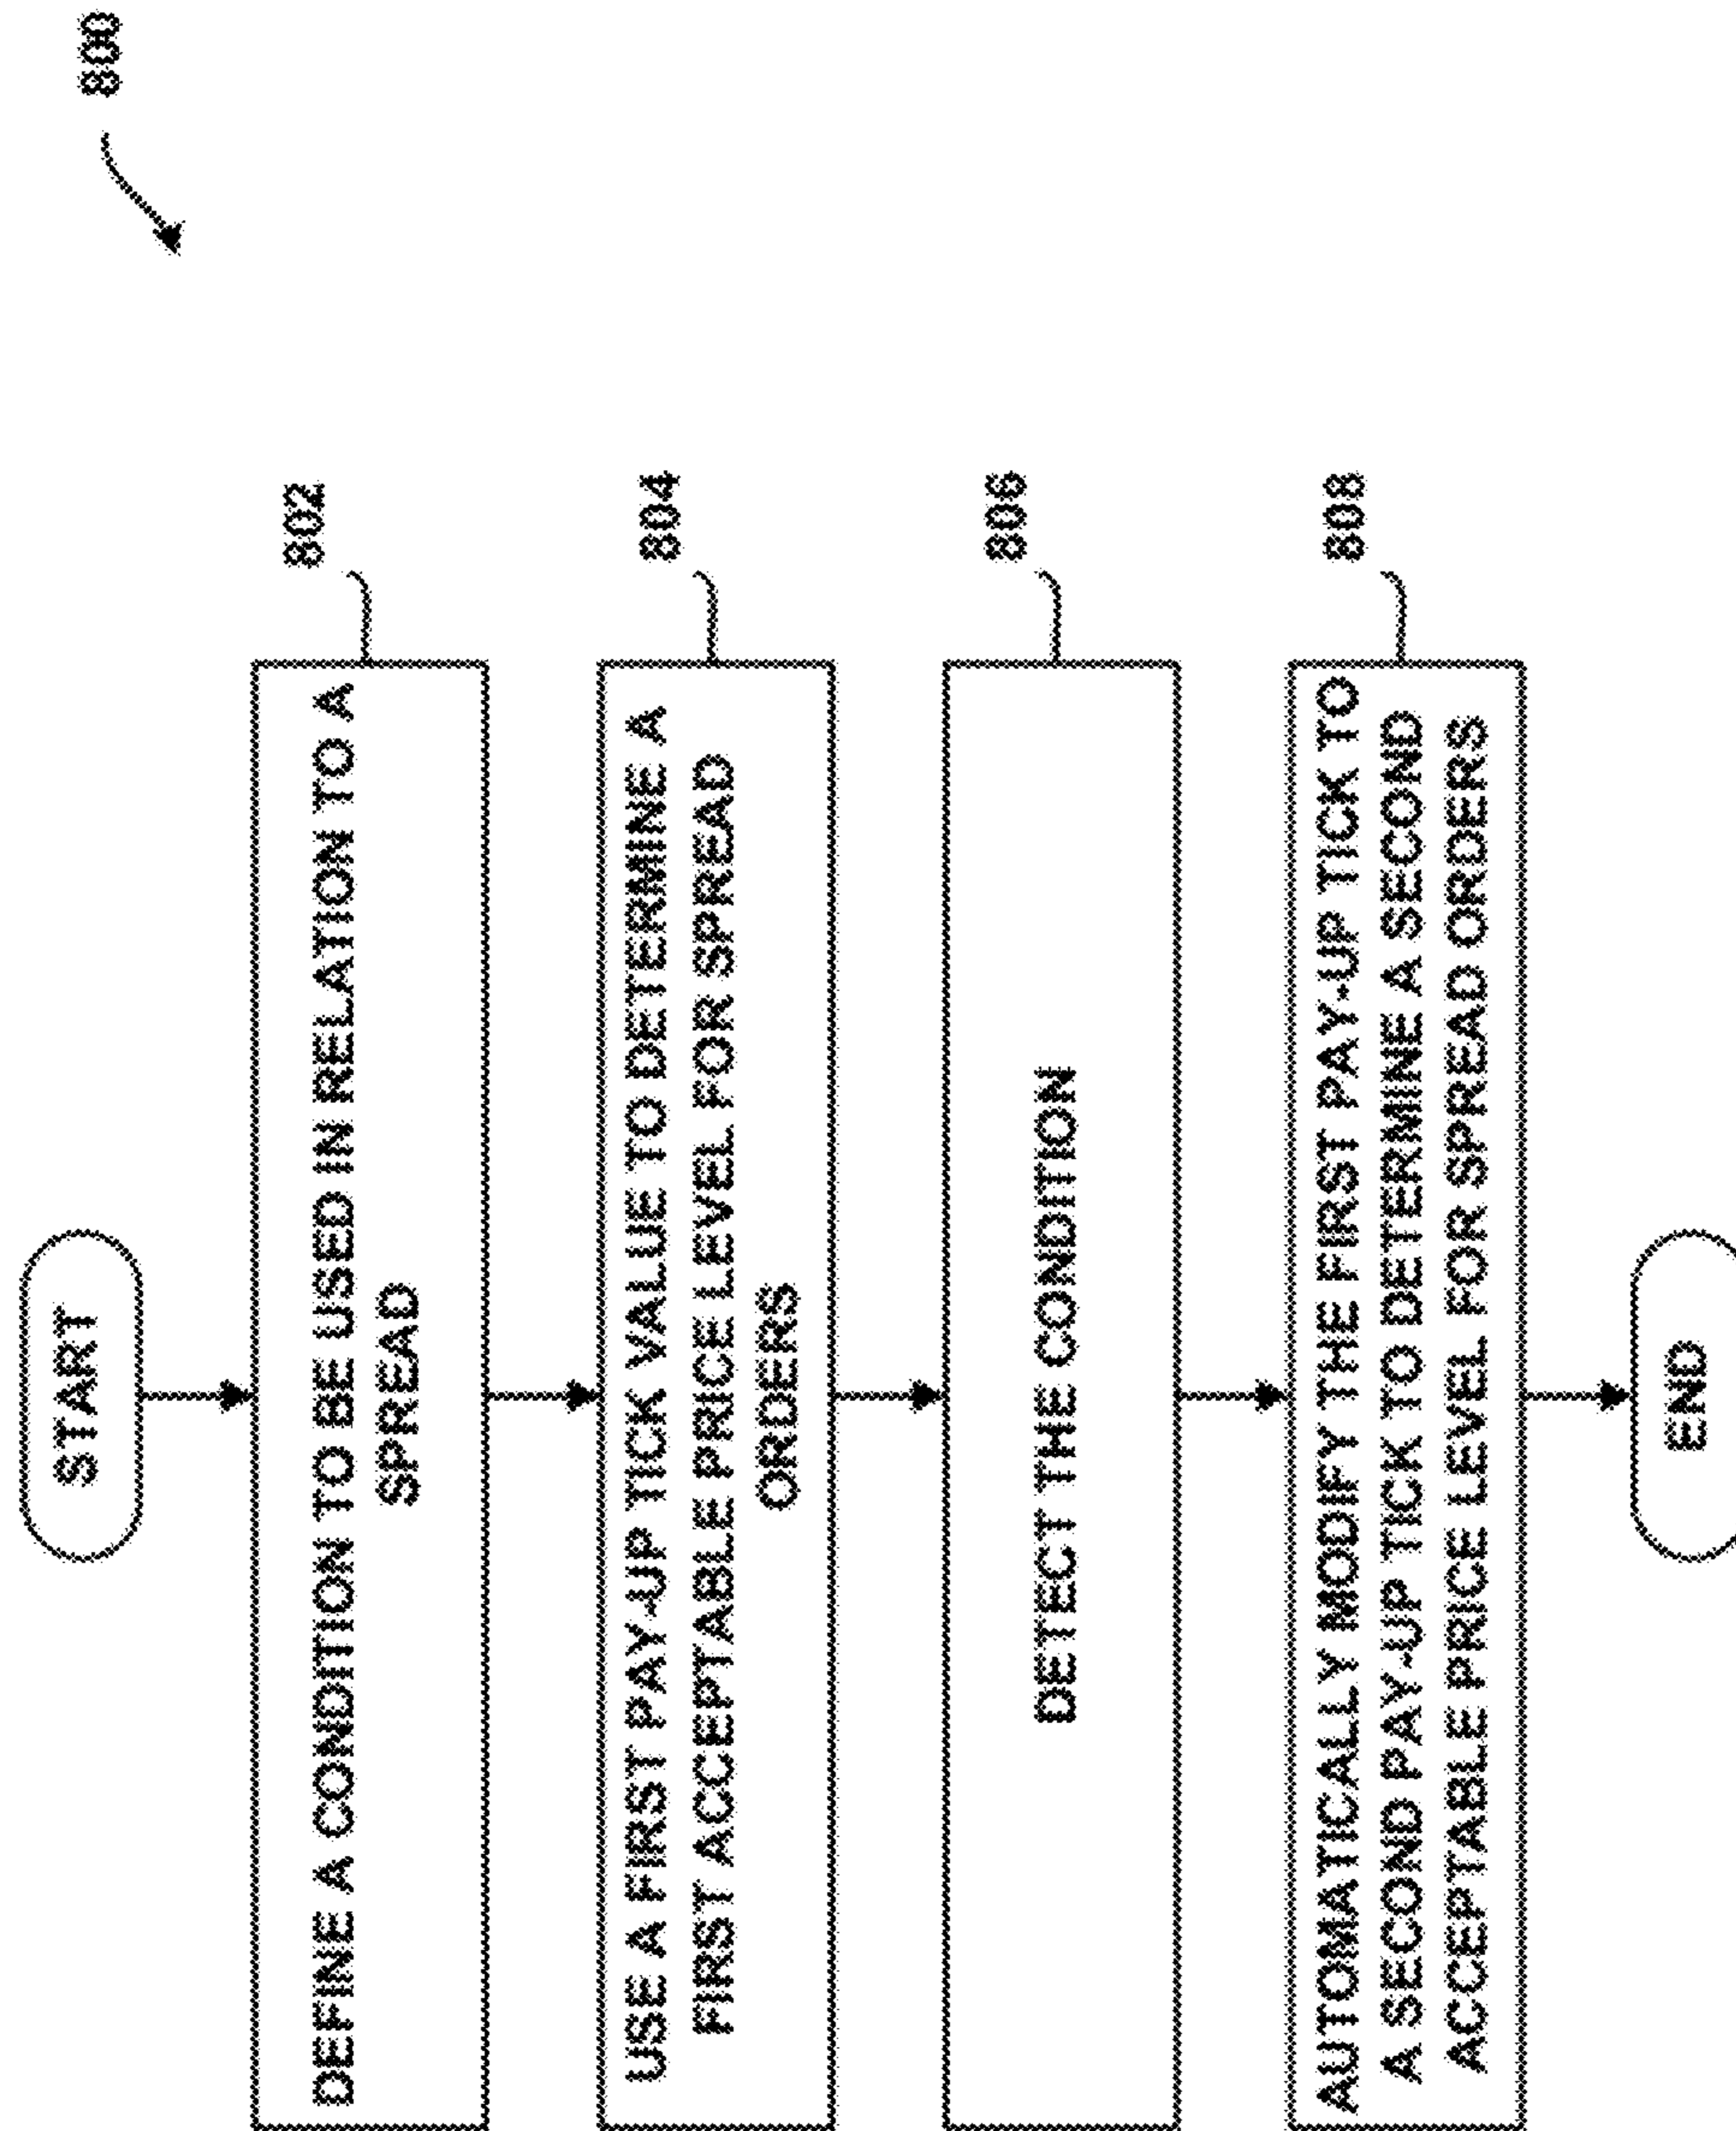 800
START
DEFINE A CONDITION TO BE USED IN RELATION TO A
SPREAD
802
USE A FIRST PAY-UP TICK VALUE TO DETERMINE A
FIRST ACCEPTABLE PRICE LEVEL FOR SPREAD
ORDERS
804
DETECT THE CONDITION
806
AUTOMATICALLY MODIFY THE FIRST PAY-UP TICK TO
A SECOND PAY-UP TICK TO DETERMINE A SECOND
ACCEPTABLE PRICE LEVEL FOR SPREAD ORDERS
808
END